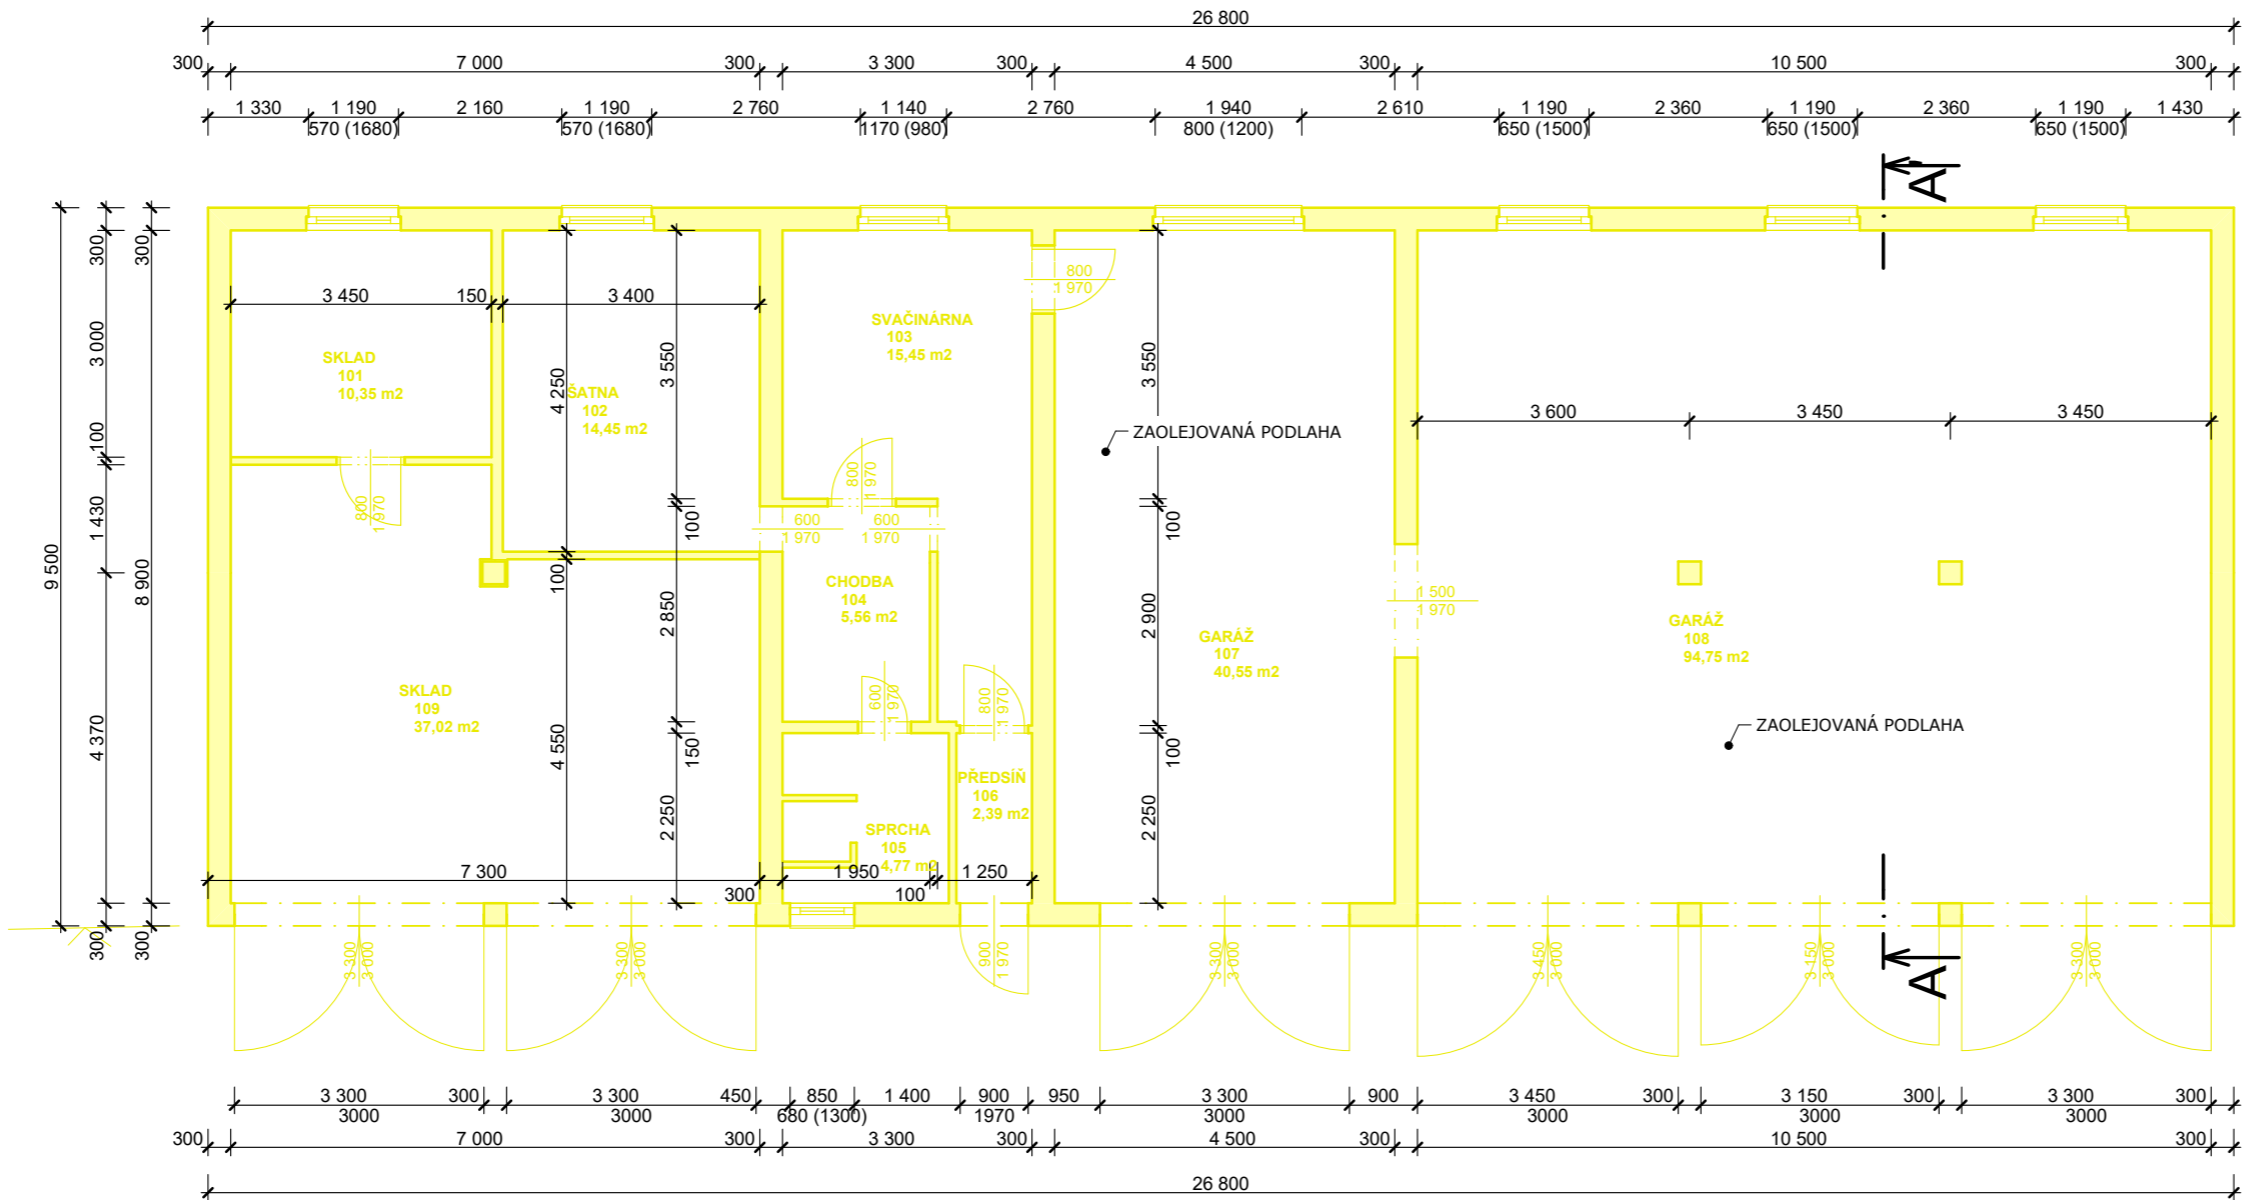 26 800
300 7 000 300 3 300 300 4 500 300 10 500 300
1 330 1 190 2 160 1 190 2 760 1 140 2 760 1 940 2 610 1 190 2 360 1 190 2 360 1 190 1 430
570 (1680) 570 (1680) 1170 (980) 800 (1200) 650 (1500) 650 (1500) 650 (1500)
A'
9 500
300 3 000 100 1 430 4 370 300
300 8 900 300
3 450 150 3 400
4 250 100 4 550
3 550 100 2 850 150 2 250
3 550 100 2 900 100 2 250
3 600 3 450 3 450
SKLAD
101
10,35 m2
ŠATNA
102
14,45 m2
SVAČINÁRNA
103
15,45 m2
800
1 970
ZAOLEJOVANÁ PODLAHA
800
1 970
800
1 970
600
1 970
600
1 970
CHODBA
104
5,56 m2
1 500
1 970
GARÁŽ
107
40,55 m2
GARÁŽ
108
94,75 m2
SKLAD
109
37,02 m2
600
1 970
800
1 970
ZAOLEJOVANÁ PODLAHA
PŘEDSÍŇ
106
2,39 m2
SPRCHA
105
4,77 m2
7 300 300 1 950 100 1 250
3 300
3 000
3 300
3 000
900
1 970
3 300
3 000
3 450
3 000
3 150
3 000
3 300
3 000
A
3 300 300 3 300 450 850 1 400 900 950 3 300 900 3 450 300 3 150 300 3 300 300
3000 3000 680 (1300) 1970 3000 3000 3000 3000
300 7 000 300 3 300 300 4 500 300 10 500 300
26 800